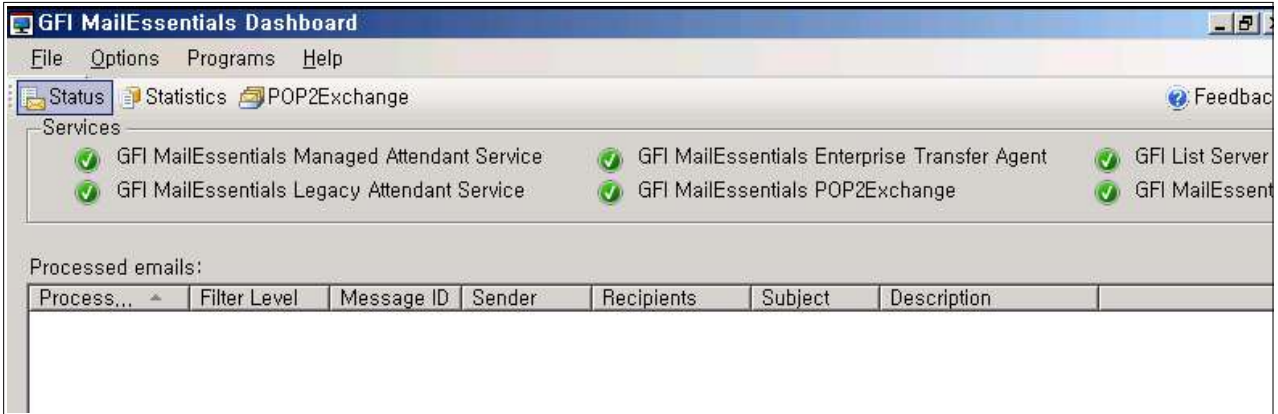 GFI MailEssentials Dashboard
File Options Programs Help
Status Statistics POP2Exchange Feedbac
Services
GFI MailEssentials Managed Attendant Service GFI MailEssentials Enterprise Transfer Agent GFI List Server
GFI MailEssentials Legacy Attendant Service GFI MailEssentials POP2Exchange GFI MailEssent
Processed emails:
Process... Filter Level Message ID Sender Recipients Subject Description